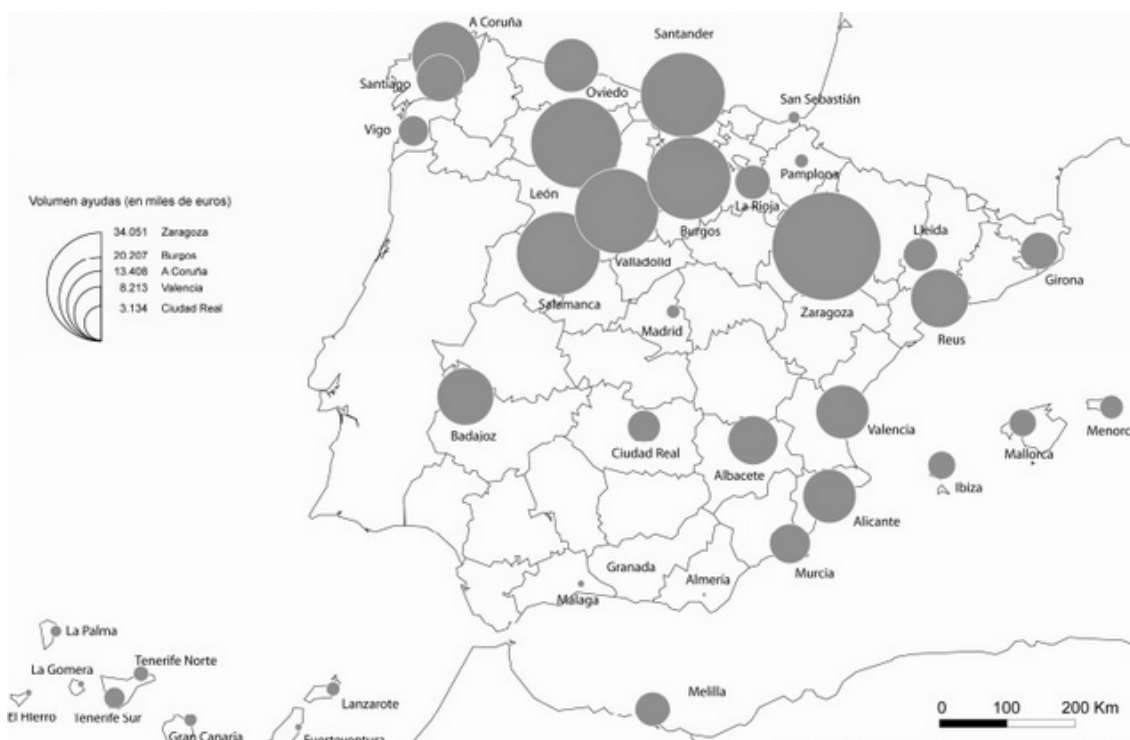 A Coruña
Santander
Santiago
Oviedo
San Sebastián
Vigo
Pamplona
León
La Rioja
Burgos
Lleida
Valladolid
Girona
Salamanca
Madrid
Zaragoza
Reus
Volumen ayudas (en miles de euros)
34.051 Zaragoza
20.207 Burgos
13.408 A Coruña
8.213 Valencia
3.134 Ciudad Real
Badajoz
Ciudad Real
Albacete
Valencia
Mallorca
Menorc
Ibiza
Alicante
Murcia
Granada
Almería
Málaga
La Palma
La Gomera
Tenerife Norte
El Hierro
Tenerife Sur
Lanzarote
Gran Canaria
Fuerteventura
Melilla
0 100 200 Km